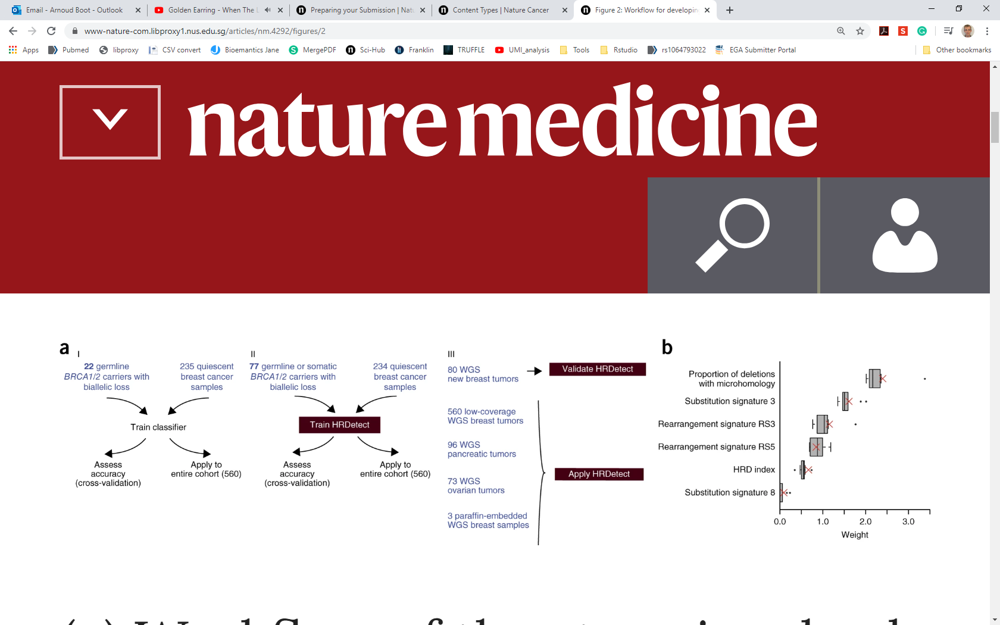 Email - Arnoud Boot - Outlook
Golden Earring - When The L
Preparing your Submission | Natu
Content Types | Nature Cancer
Figure 2: Workflow for developin
www-nature-com.libproxy1.nus.edu.sg/articles/nm.4292/figures/2
Apps
Pubmed
libproxy
CSV convert
Bioemantics Jane
MergePDF
Sci-Hub
Franklin
TRUFFLE
UMI_analysis
Tools
Rstudio
rs1064793022
EGA Submitter Portal
Other bookmarks
nature medicine
a
I
22 germline
BRCA1/2 carriers with
biallelic loss
235 quiescent
breast cancer
samples
Train classifier
Assess
accuracy
(cross-validation)
Apply to
entire cohort (560)
II
77 germline or somatic
BRCA1/2 carriers with
biallelic loss
234 quiescent
breast cancer
samples
Train HRDetect
Assess
accuracy
(cross-validation)
Apply to
entire cohort (560)
III
80 WGS
new breast tumors
Validate HRDetect
560 low-coverage
WGS breast tumors
96 WGS
pancreatic tumors
73 WGS
ovarian tumors
3 paraffin-embedded
WGS breast samples
Apply HRDetect
b
Proportion of deletions
with microhomology
Substitution signature 3
Rearrangement signature RS3
Rearrangement signature RS5
HRD index
Substitution signature 8
0.0 1.0 2.0 3.0
Weight